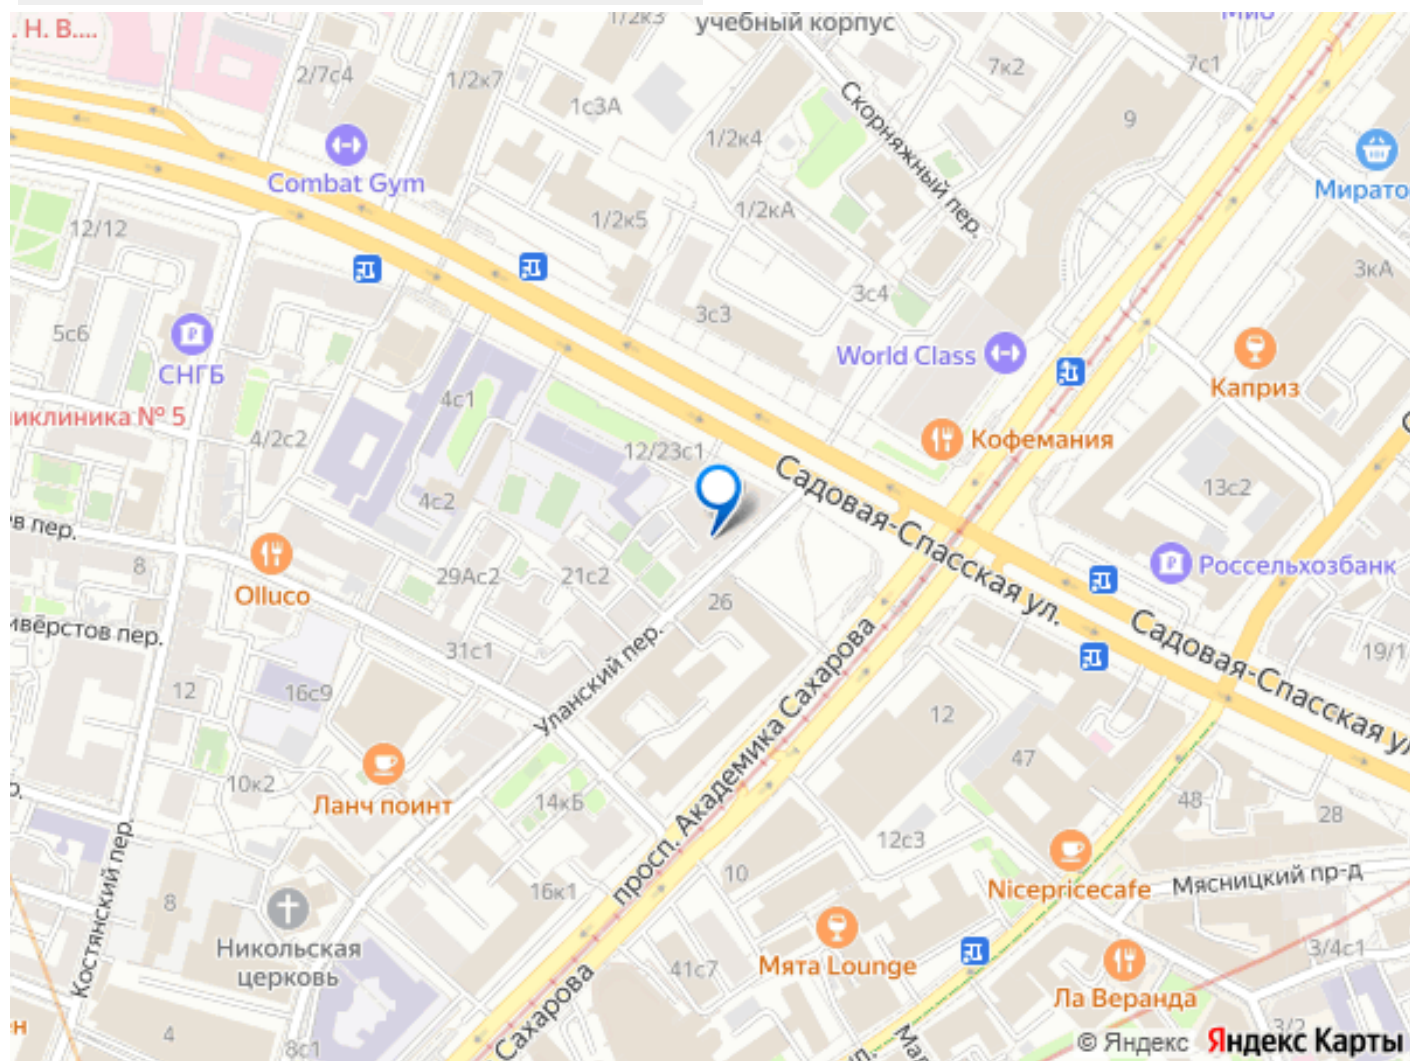 учебный корпус
Мио
. Н. В....
1/2к3
2/7с4
1/2к7
1с3А
7к2
7с1
9
1/2к4
Скорняжный пер.
Combat Gym
Мирато
12/12
1/2к5
1/2кА
3с4
3кА
3с3
5с6
World Class
СНГБ
Каприз
4с1
иклиника № 5
4/2с2
12/23с1
Кофемания
Садовая-Спасская ул.
13с2
4с2
в пер.
8
Olluco
29Ас2
21с2
26
Россельхозбанк
ивёрстов пер.
31с1
Уланский пер.
Садовая-Спасская ул
19/1
12
16с9
просп. Академика Сахарова
12
47
10к2
Ланч поинт
14кБ
48
28
12с3
Костянский пер.
8
16к1
10
Nicepricecafe
Мясницкий пр-д
Никольская
церковь
41с7
Мята Lounge
3/4с1
Ла Веранда
Сахарова
ен
4
8с1
3/2
© Яндекс Яндекс Карты